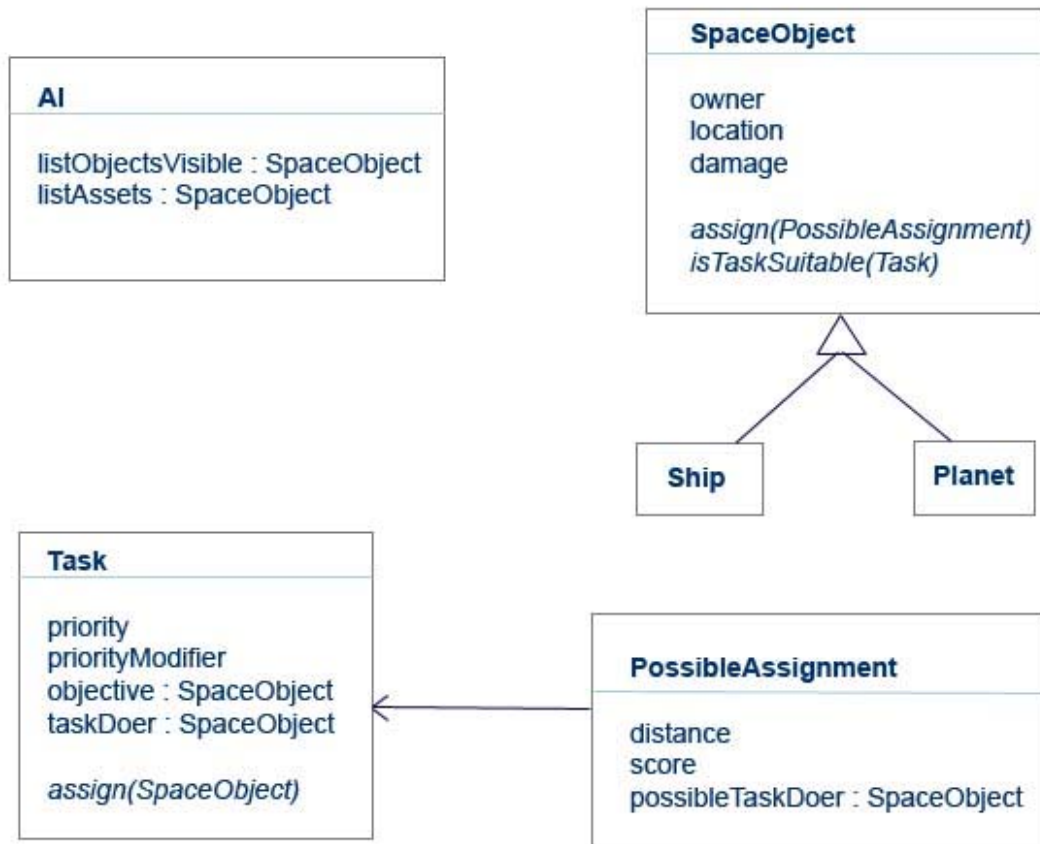 AI
listObjectsVisible : SpaceObject
listAssets : SpaceObject
SpaceObject
owner
location
damage
assign(PossibleAssignment)
isTaskSuitable(Task)
Ship
Planet
Task
priority
priorityModifier
objective : SpaceObject
taskDoer : SpaceObject
assign(SpaceObject)
PossibleAssignment
distance
score
possibleTaskDoer : SpaceObject